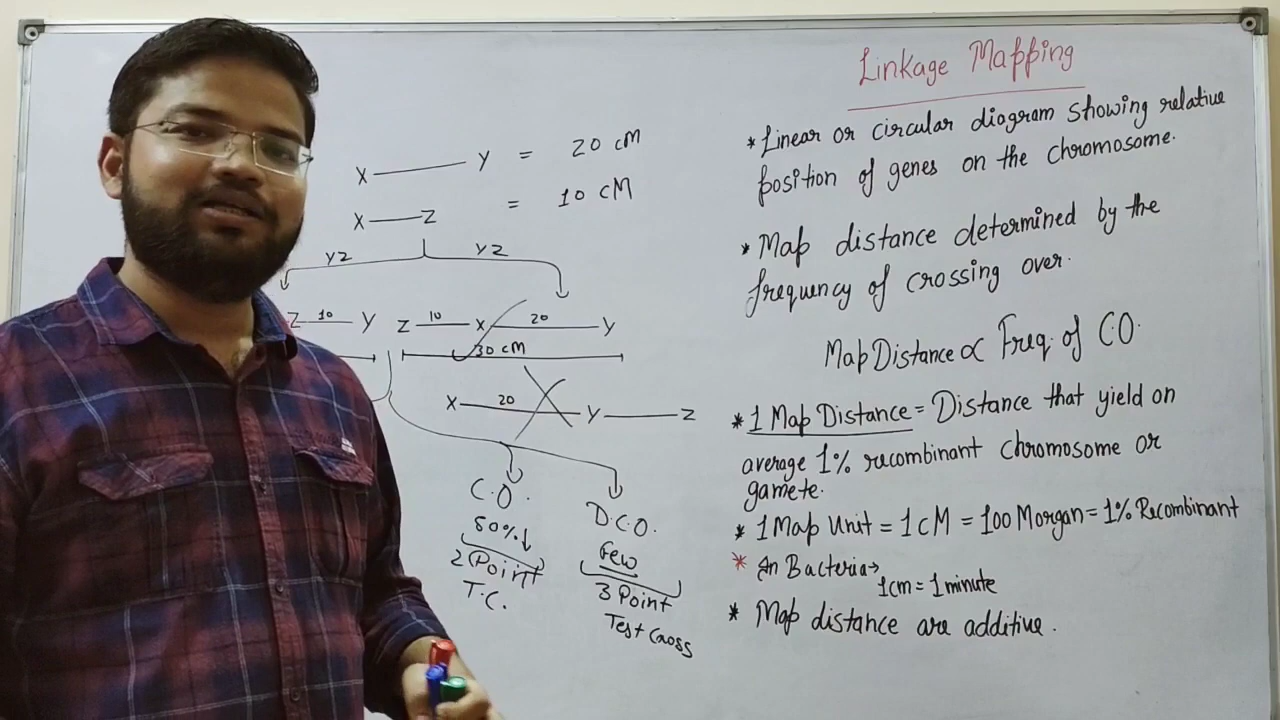 Linkage Mapping
* Linear or circular diagram showing relative
position of genes on the chromosome.
* Map distance determined by the
frequency of crossing over.
Map Distance ∝ Freq. of C.O.
* 1 Map Distance = Distance that yield on
average 1% recombinant chromosome or
gamete.
* 1 Map Unit = 1 cM = 100 Morgan = 1% Recombinant
* In Bacteria →
1cm = 1 minute
* Map distance are additive.
X Y = 20 cM
X Z = 10 cM
YZ YZ
Z 10 Y Z 10 X 20 Y
30 cM
X 20 Y Z
C.O.
50% ↓
2 Point
T.C.
D.C.O.
Few
3 Point
Test Cross